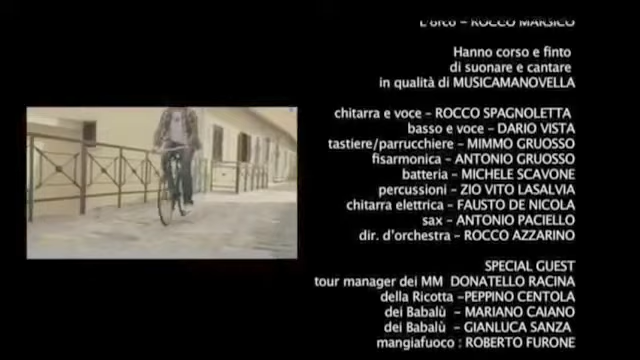 L'orco – ROCCO MARSICO
Hanno corso e finto
di suonare e cantare
in qualità di MUSICAMANOVELLA
chitarra e voce – ROCCO SPAGNOLETTA
basso e voce – DARIO VISTA
tastiere/parrucchiere – MIMMO GRUOSSO
fisarmonica – ANTONIO GRUOSSO
batteria – MICHELE SCAVONE
percussioni – ZIO VITO LASALVIA
chitarra elettrica – FAUSTO DE NICOLA
sax – ANTONIO PACIELLO
dir. d'orchestra – ROCCO AZZARINO
SPECIAL GUEST
tour manager dei MM DONATELLO RACINA
della Ricotta –PEPPINO CENTOLA
dei Babalù – MARIANO CAIANO
dei Babalù – GIANLUCA SANZA
mangiafuoco : ROBERTO FURONE